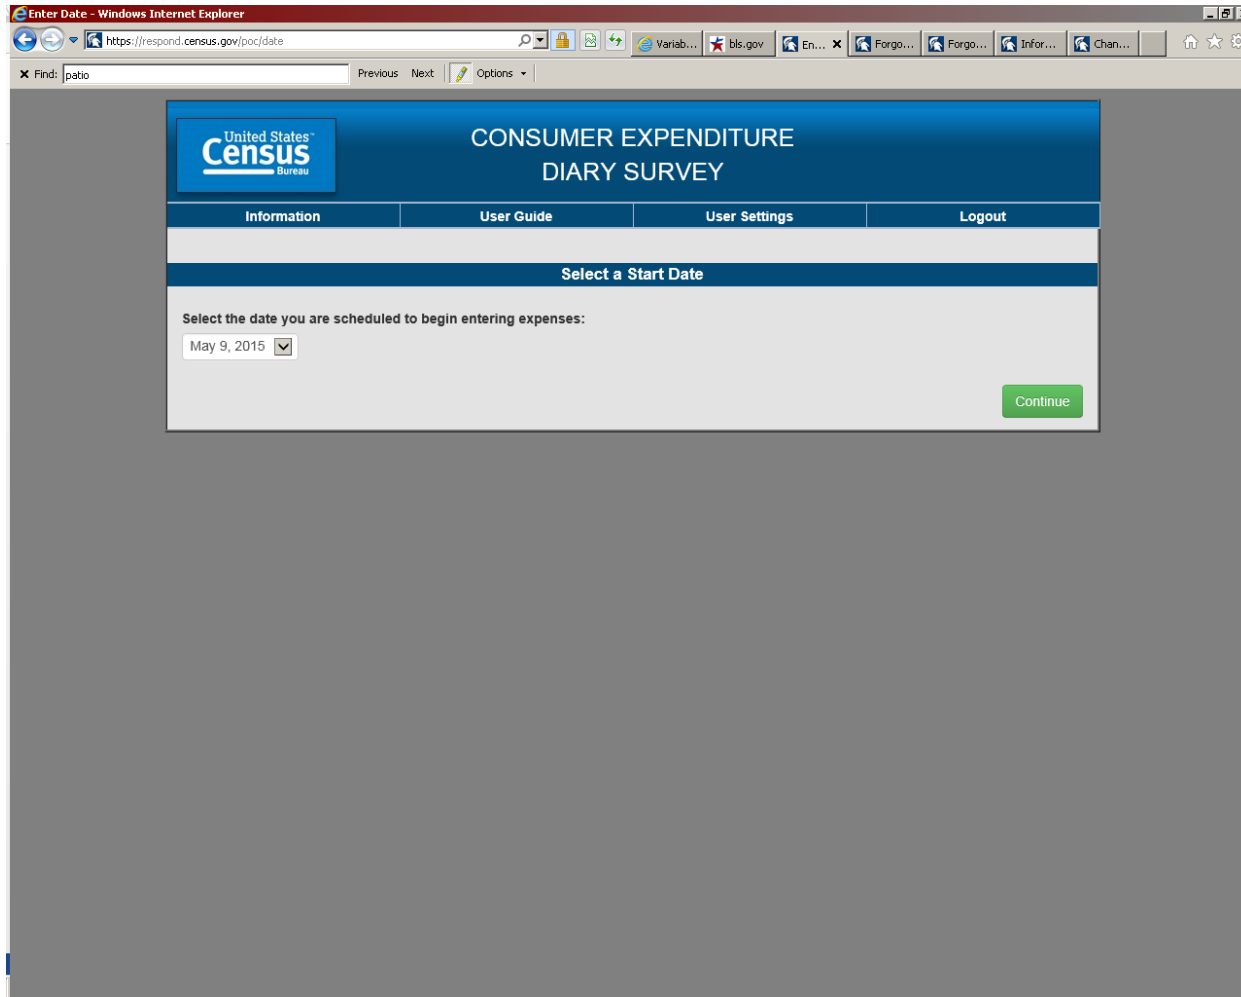 Enter Date - Windows Internet Explorer
https://respond.census.gov/poc/date
Variab...
bls.gov
En...
Forgo...
Forgo...
Infor...
Chan...
x Find: patio Previous Next Options
United States™
Census
Bureau
CONSUMER EXPENDITURE
DIARY SURVEY
Information User Guide User Settings Logout
Select a Start Date
Select the date you are scheduled to begin entering expenses:
May 9, 2015
Continue